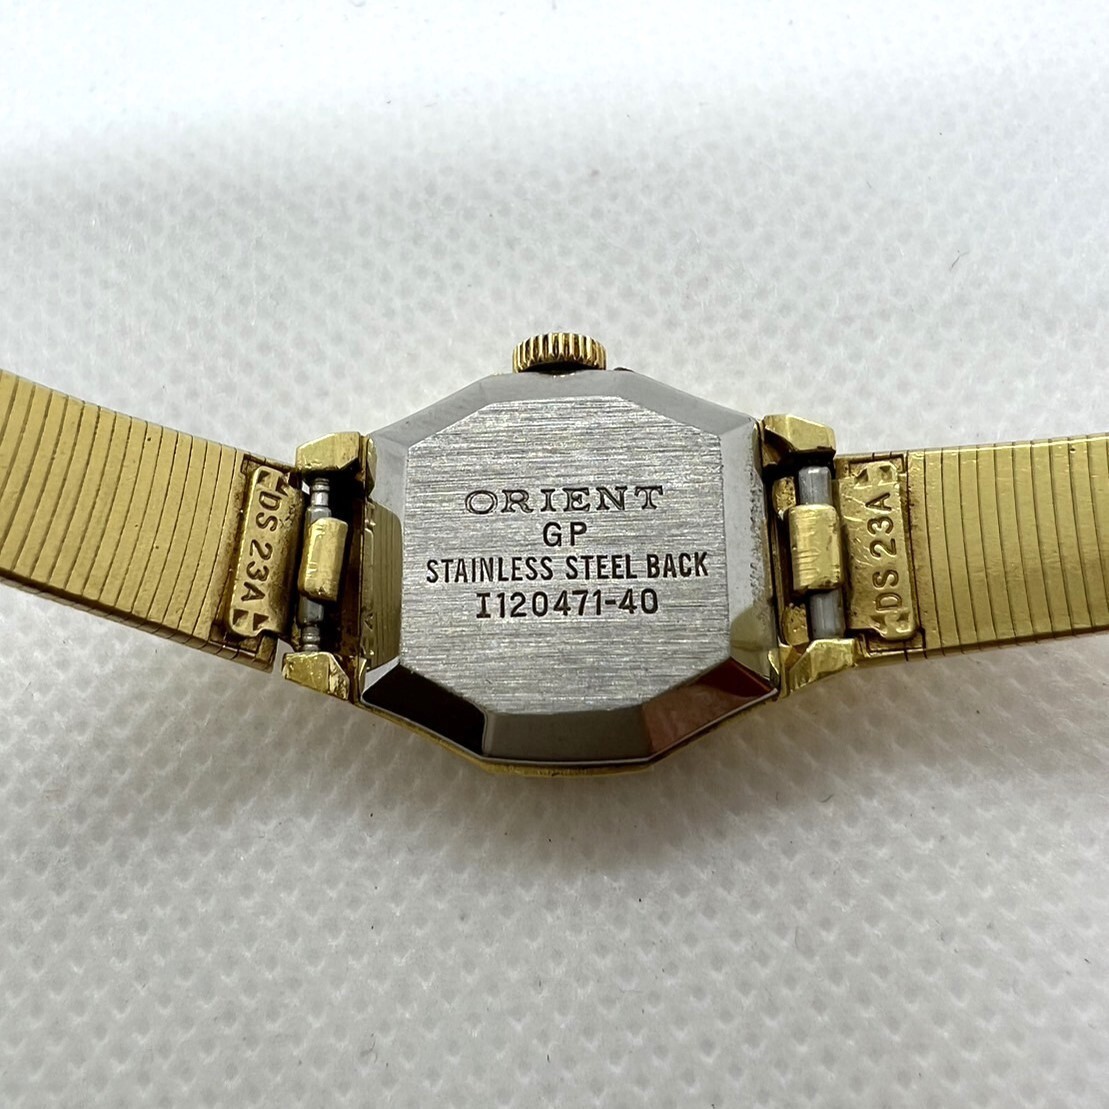 ORIENT
GP
STAINLESS STEEL BACK
I120471-40
DS 23A
DS 23A